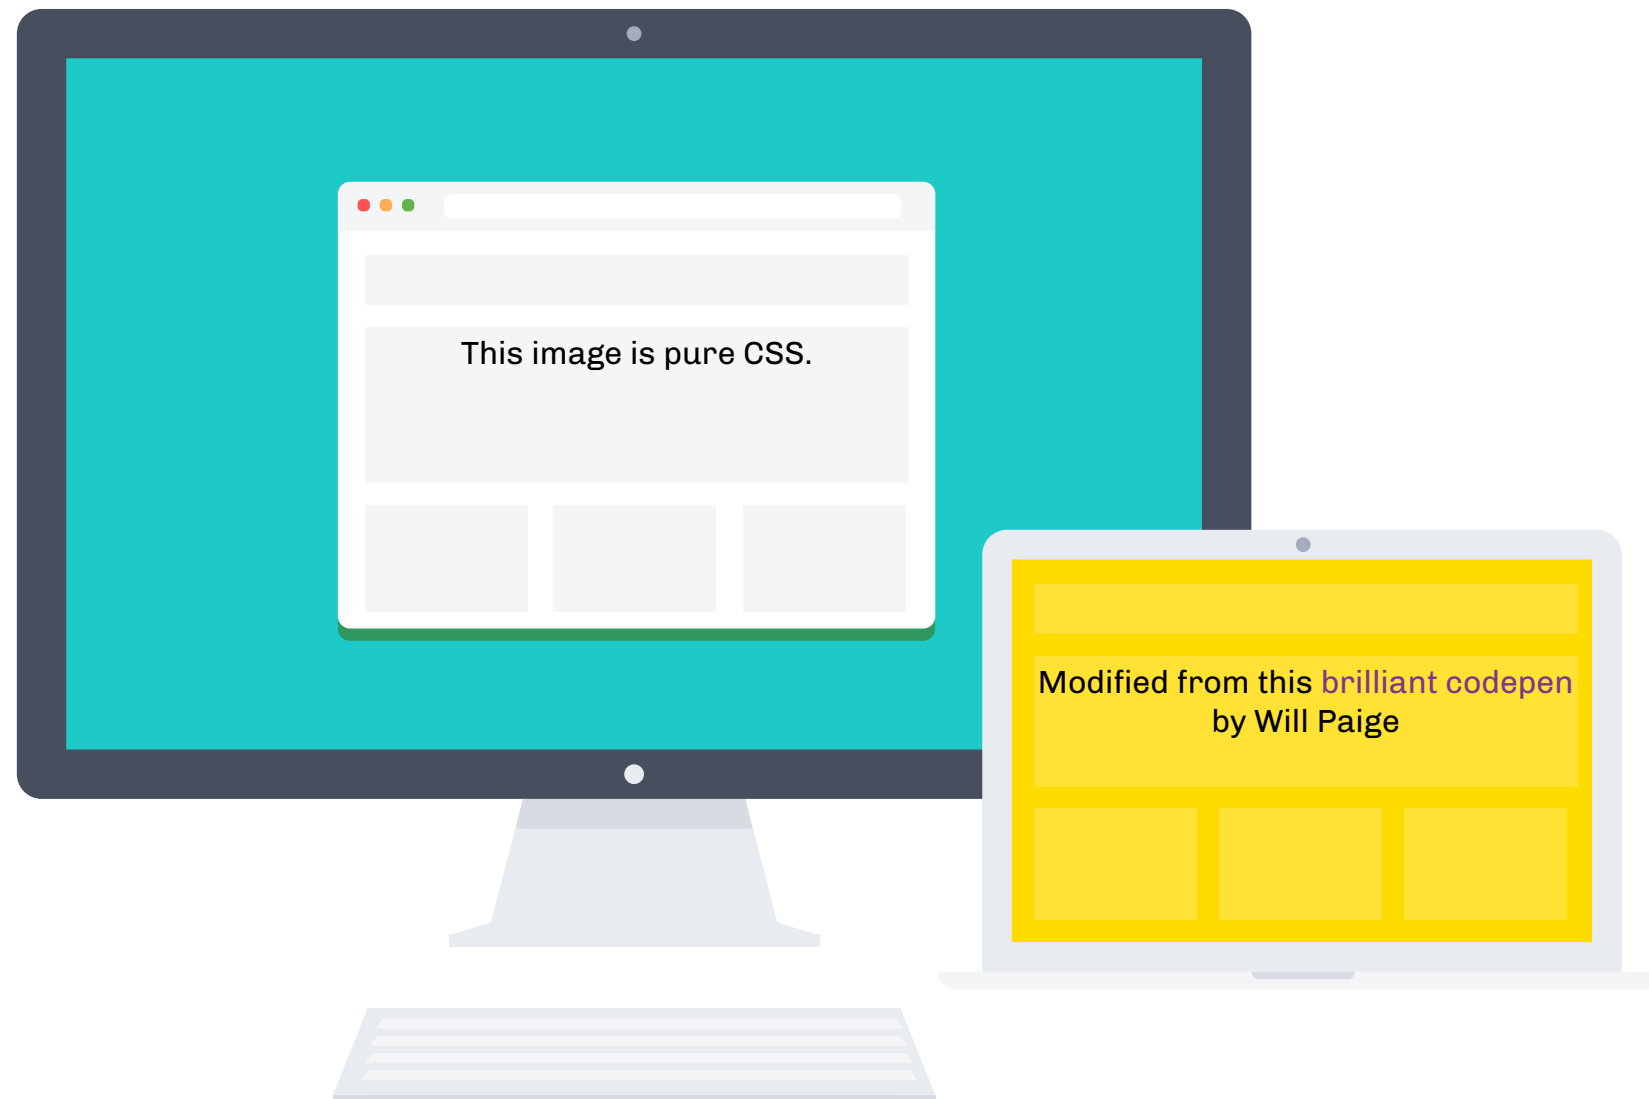 This image is pure CSS.
Modified from this brilliant codepen
by Will Paige